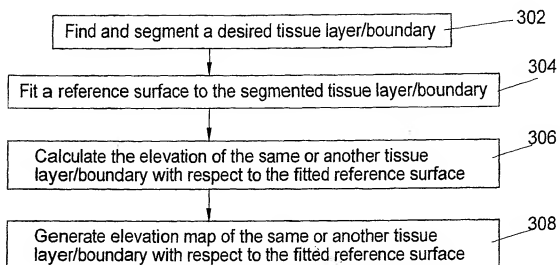 302
Find and segment a desired tissue layer/boundary
304
Fit a reference surface to the segmented tissue layer/boundary
306
Calculate the elevation of the same or another tissue
layer/boundary with respect to the fitted reference surface
308
Generate elevation map of the same or another tissue
layer/boundary with respect to the fitted reference surface